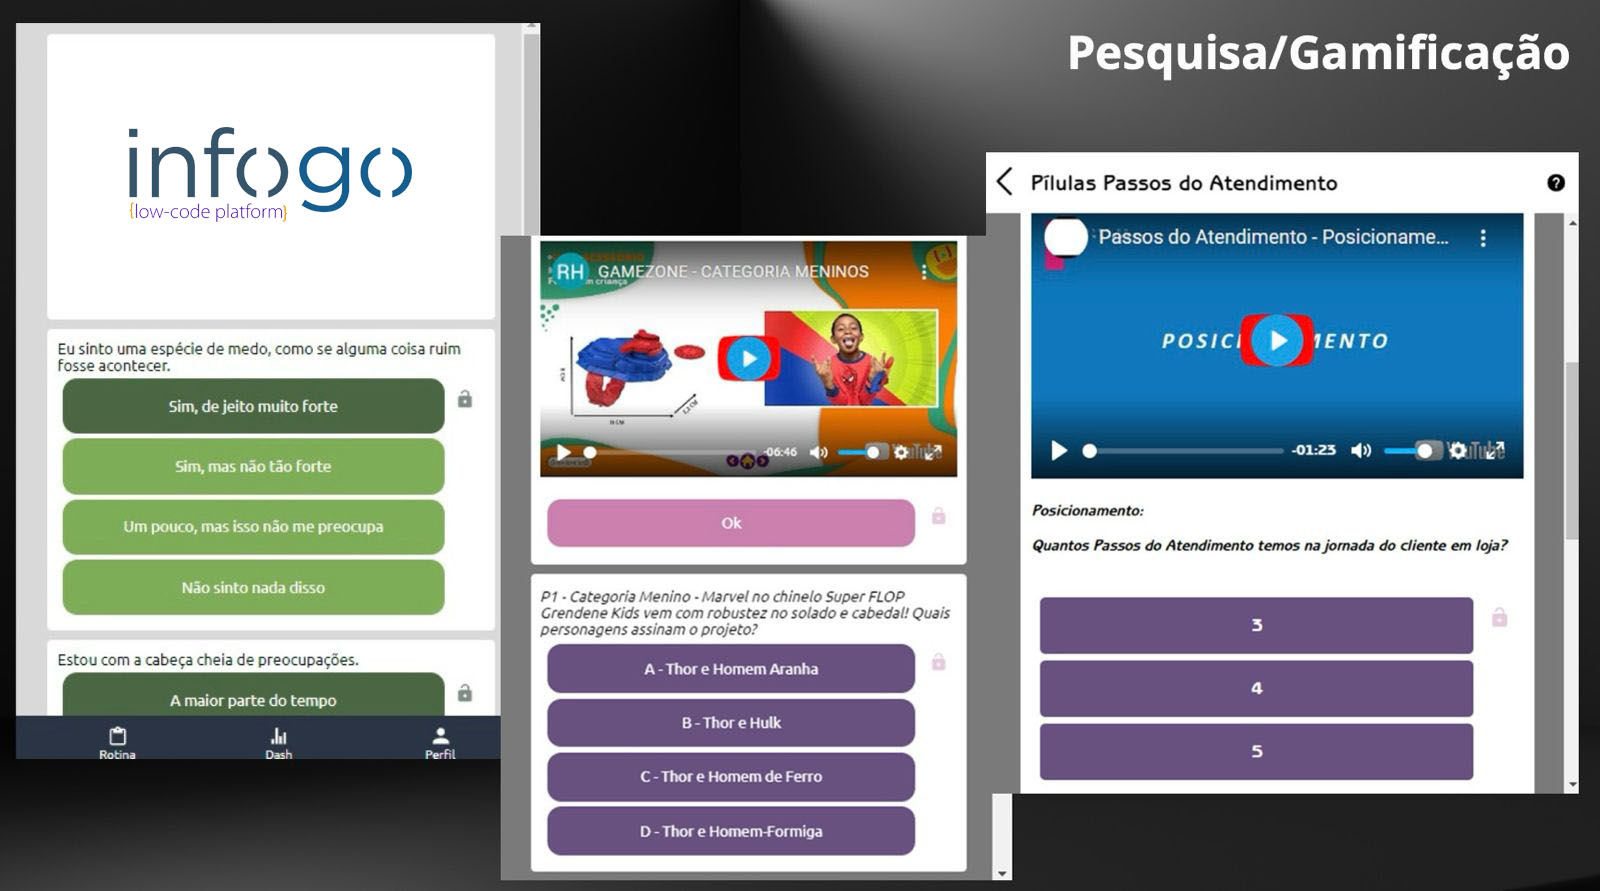 Pesquisa/Gamificação
infogo
{low-code platform}
Eu sinto uma espécie de medo, como se alguma coisa ruim
fosse acontecer.
Sim, de jeito muito forte
Sim, mas não tão forte
Um pouco, mas isso não me preocupa
Não sinto nada disso
Estou com a cabeça cheia de preocupações.
A maior parte do tempo
Rotina
Dash
Perfil
RH
GAMEZONE - CATEGORIA MENINOS
-06:46
Ok
P1 - Categoria Menino - Marvel no chinelo Super FLOP
Grendene Kids vem com robustez no solado e cabedal! Quais
personagens assinam o projeto?
A - Thor e Homem Aranha
B - Thor e Hulk
C - Thor e Homem de Ferro
D - Thor e Homem-Formiga
Pílulas Passos do Atendimento
?
Passos do Atendimento - Posicioname...
-01:23
YouTube
Posicionamento:
Quantos Passos do Atendimento temos na jornada do cliente em loja?
3
4
5